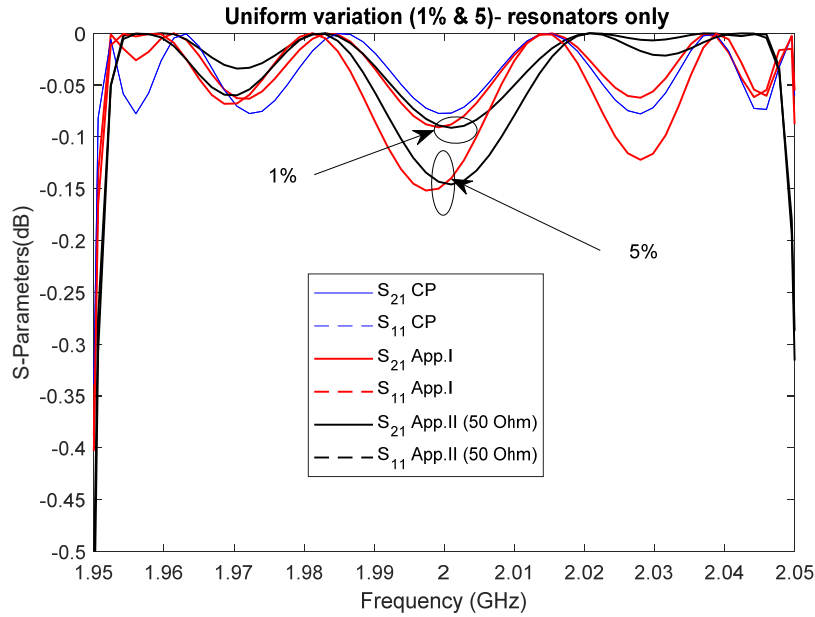 Uniform variation (1% & 5)- resonators only
0
-0.05
-0.1
-0.15
-0.2
-0.25
-0.3
-0.35
-0.4
-0.45
-0.5
S-Parameters(dB)
1%
5%
S21 CP
S11 CP
S21 App.I
S11 App.I
S21 App.II (50 Ohm)
S11 App.II (50 Ohm)
1.95 1.96 1.97 1.98 1.99 2 2.01 2.02 2.03 2.04 2.05
Frequency (GHz)